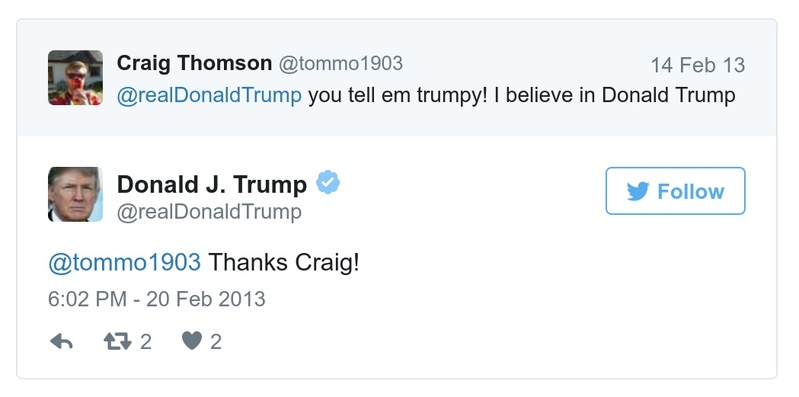 Craig Thomson @tommo1903 14 Feb 13
@realDonaldTrump you tell em trumpy! I believe in Donald Trump
Donald J. Trump
@realDonaldTrump
Follow
@tommo1903 Thanks Craig!
6:02 PM - 20 Feb 2013
2 2